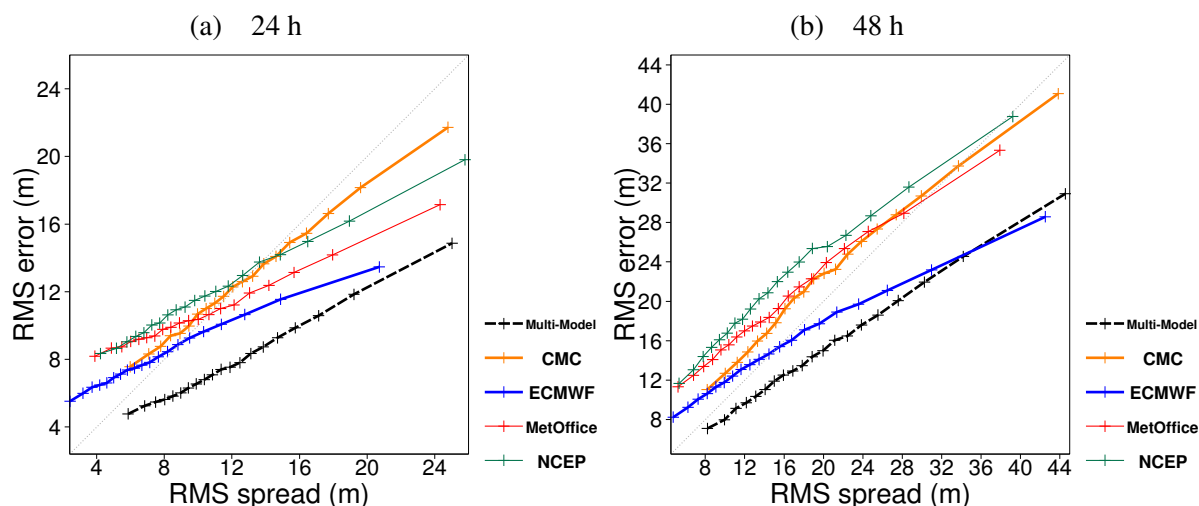 (a) 24 h
RMS error (m)
24
20
16
12
8
4
4 8 12 16 20 24
RMS spread (m)
Multi-Model
CMC
ECMWF
MetOffice
NCEP
(b) 48 h
RMS error (m)
44
40
36
32
28
24
20
16
12
8
8 12 16 20 24 28 32 36 40 44
RMS spread (m)
Multi-Model
CMC
ECMWF
MetOffice
NCEP